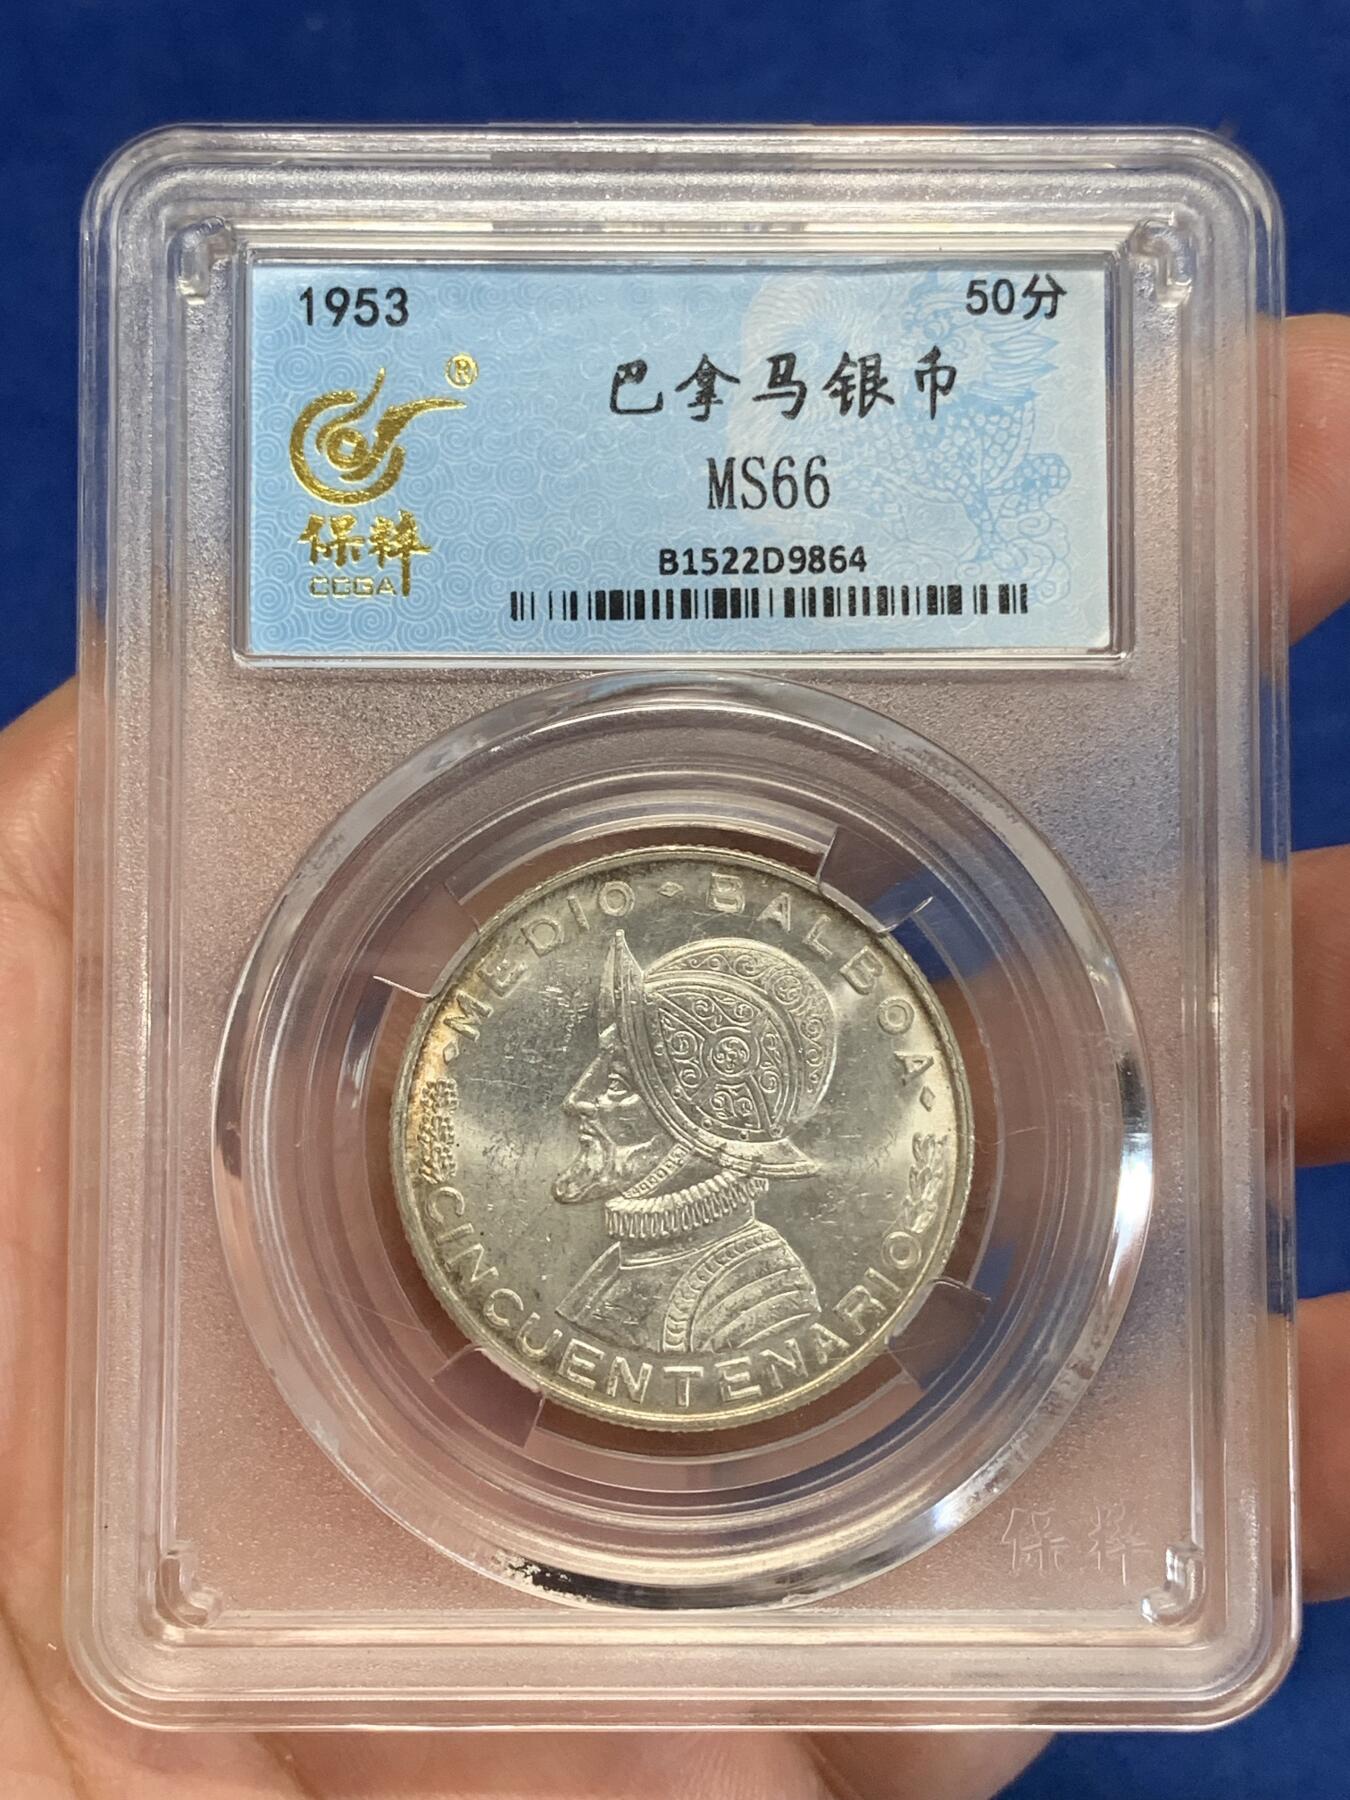 1953
50分
®
巴拿马银币
MS66
保粹
CCGA
B1522D9864
·MEDIO·BALBOA·
CINCUENTENARIO
保粹